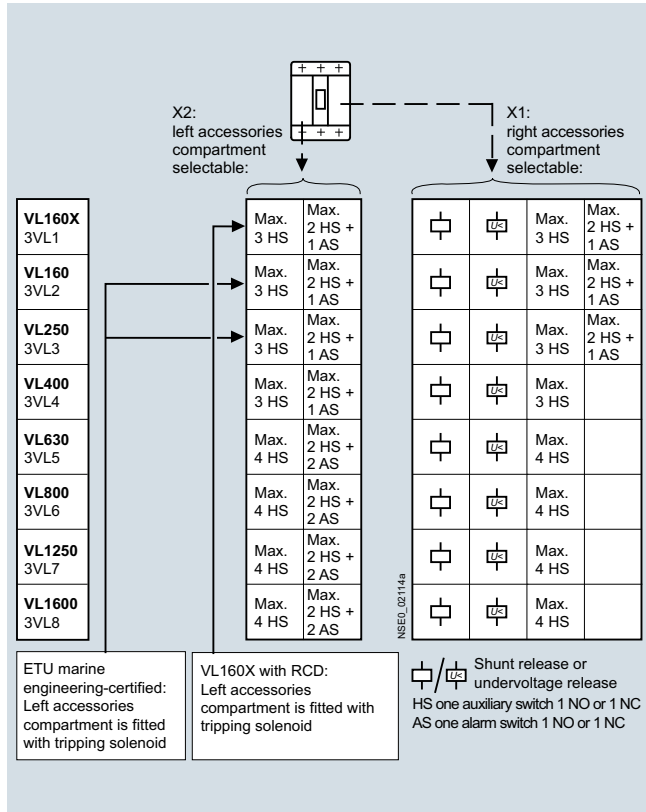 X2:
left accessories
compartment
selectable:
X1:
right accessories
compartment
selectable:
VL160X
3VL1
Max.
3 HS
Max.
2 HS +
1 AS
U<
Max.
3 HS
Max.
2 HS +
1 AS
VL160
3VL2
Max.
3 HS
Max.
2 HS +
1 AS
U<
Max.
3 HS
Max.
2 HS +
1 AS
VL250
3VL3
Max.
3 HS
Max.
2 HS +
1 AS
U<
Max.
3 HS
Max.
2 HS +
1 AS
VL400
3VL4
Max.
3 HS
Max.
2 HS +
1 AS
U<
Max.
3 HS
VL630
3VL5
Max.
4 HS
Max.
2 HS +
2 AS
U<
Max.
4 HS
VL800
3VL6
Max.
4 HS
Max.
2 HS +
2 AS
U<
Max.
4 HS
VL1250
3VL7
Max.
4 HS
Max.
2 HS +
2 AS
U<
Max.
4 HS
VL1600
3VL8
Max.
4 HS
Max.
2 HS +
2 AS
U<
Max.
4 HS
NSE0_02114a
ETU marine
engineering-certified:
Left accessories
compartment is fitted
with tripping solenoid
VL160X with RCD:
Left accessories
compartment is fitted with
tripping solenoid
/ U< Shunt release or
undervoltage release
HS one auxiliary switch 1 NO or 1 NC
AS one alarm switch 1 NO or 1 NC